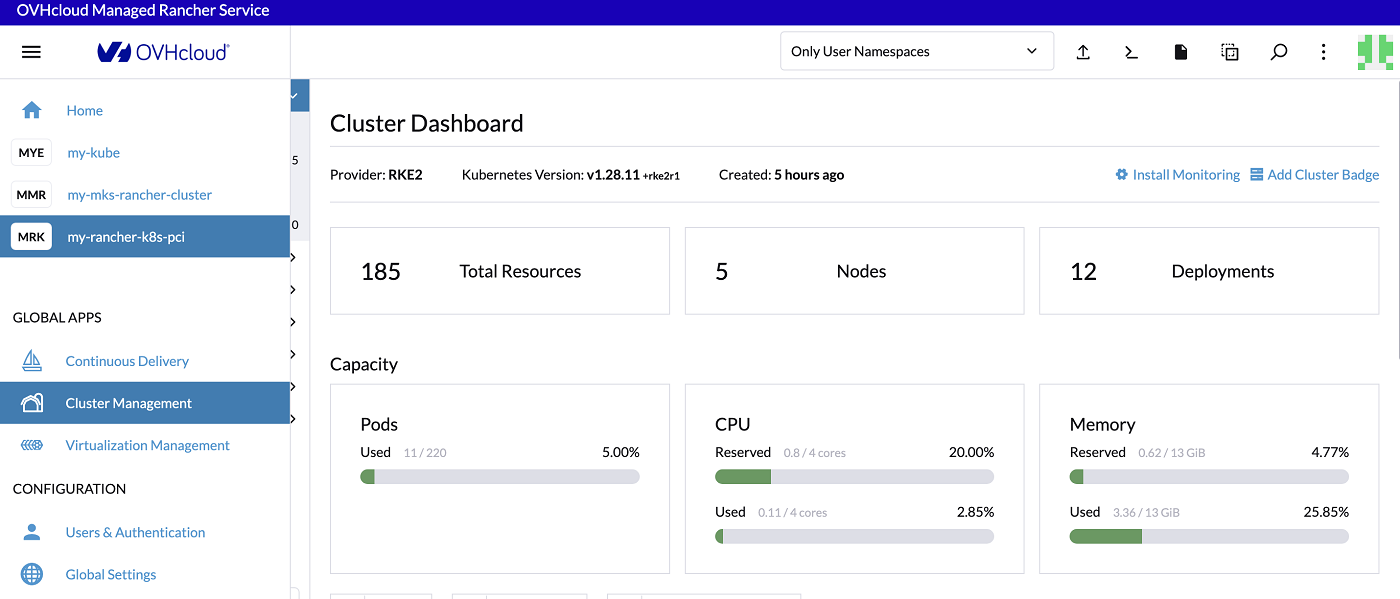 OVHcloud Managed Rancher Service
OVHcloud
Only User Namespaces
Home
MYE my-kube
MMR my-mks-rancher-cluster
MRK my-rancher-k8s-pci
GLOBAL APPS
Continuous Delivery
Cluster Management
Virtualization Management
CONFIGURATION
Users & Authentication
Global Settings
5
0
Cluster Dashboard
Provider: RKE2 Kubernetes Version: v1.28.11 +rke2r1 Created: 5 hours ago Install Monitoring Add Cluster Badge
185 Total Resources
5 Nodes
12 Deployments
Capacity
Pods
Used 11 / 220 5.00%
CPU
Reserved 0.8 / 4 cores 20.00%
Used 0.11 / 4 cores 2.85%
Memory
Reserved 0.62 / 13 GiB 4.77%
Used 3.36 / 13 GiB 25.85%